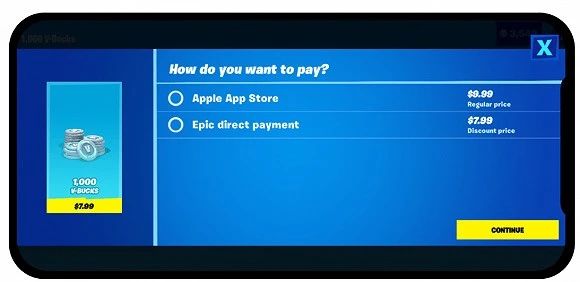 1,000 V-Bucks
X
How do you want to pay?
Apple App Store
$9.99
Regular price
Epic direct payment
$7.99
Discount price
1,000
V-BUCKS
$7.99
CONTINUE